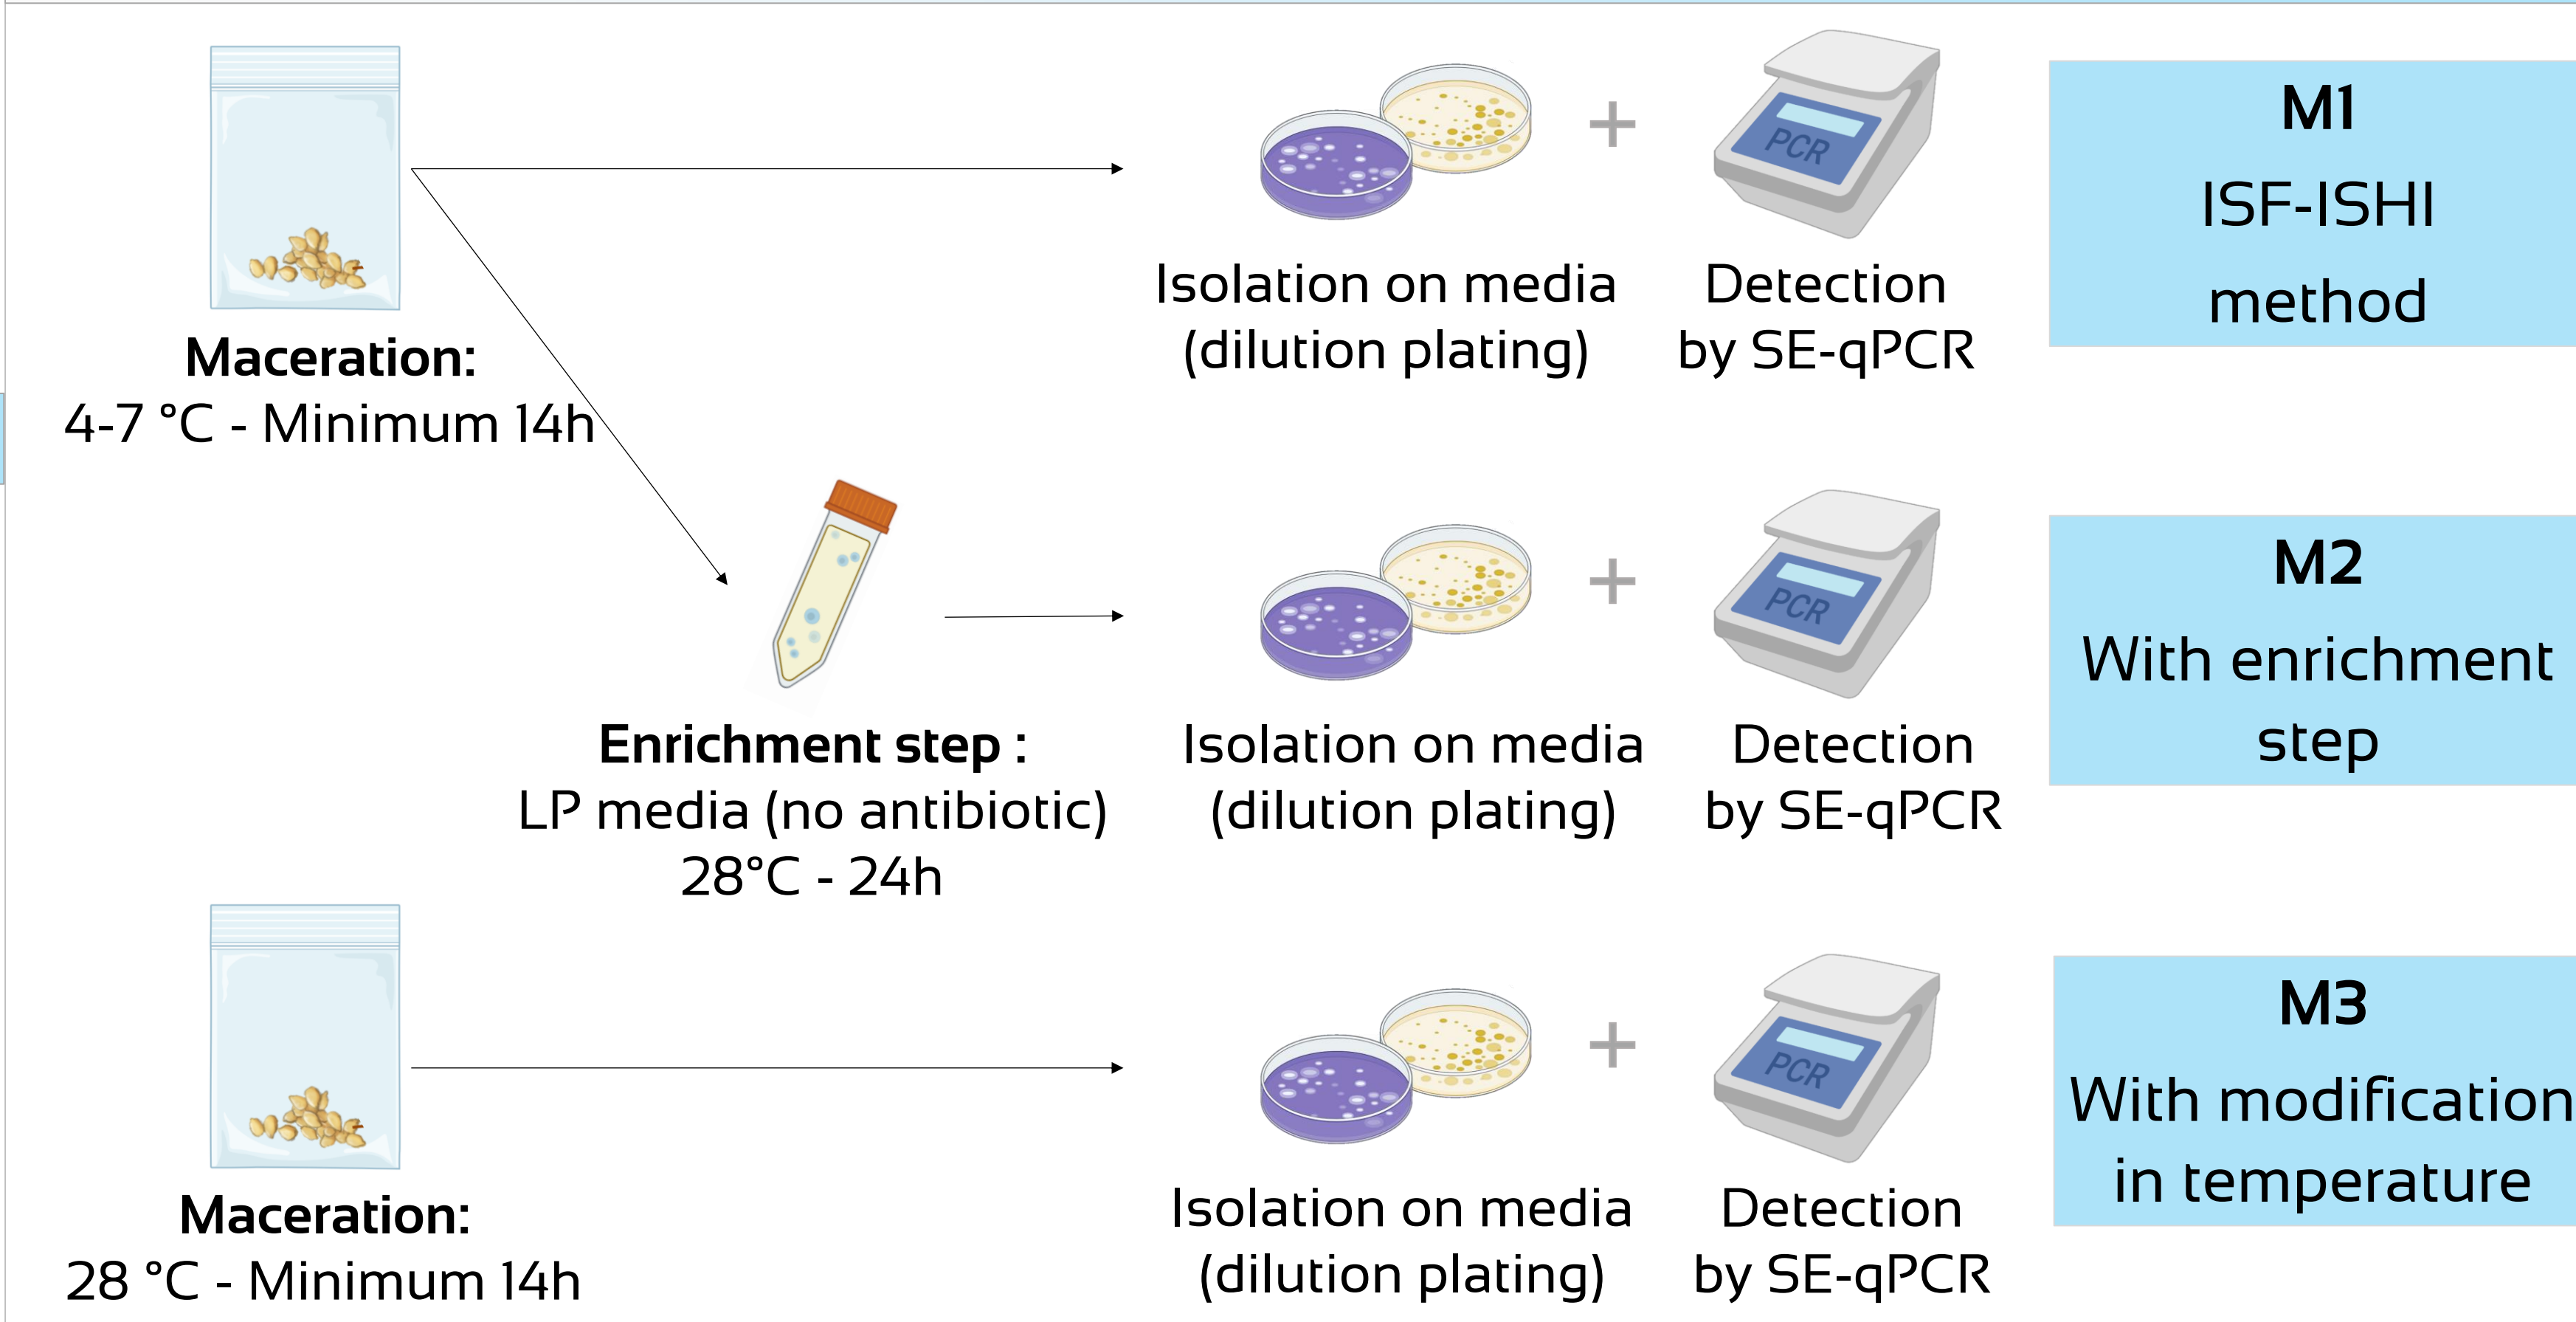 PCR
M1
ISF-ISHI
method
Isolation on media
(dilution plating)
Detection
by SE-qPCR
Maceration:
4-7 °C - Minimum 14h
PCR
M2
With enrichment
step
Enrichment step :
LP media (no antibiotic)
28°C - 24h
Isolation on media
(dilution plating)
Detection
by SE-qPCR
PCR
M3
With modification
in temperature
Maceration:
28 °C - Minimum 14h
Isolation on media
(dilution plating)
Detection
by SE-qPCR